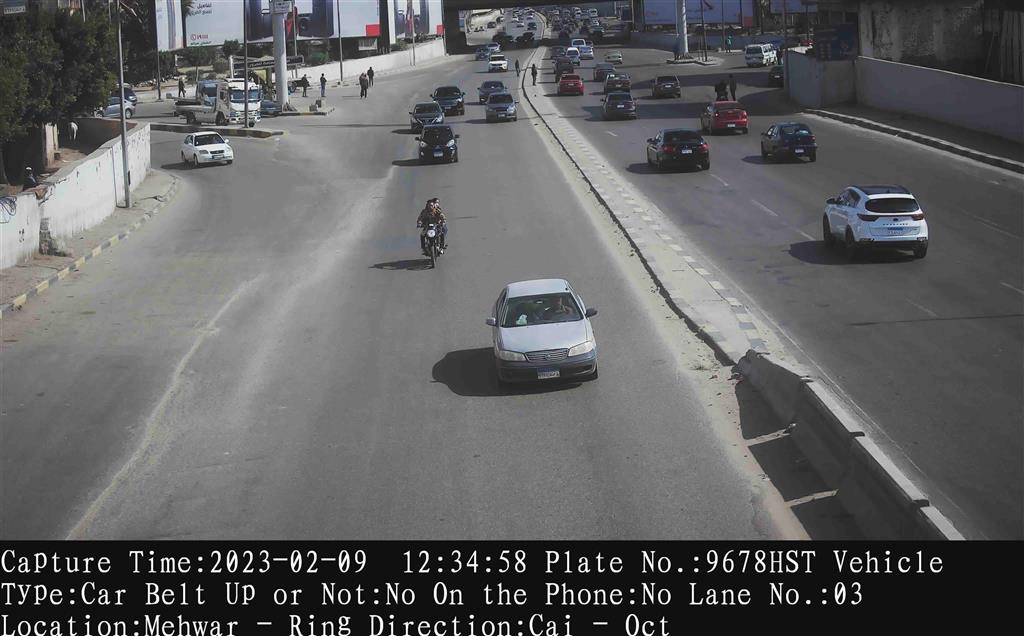 19111
Capture Time:2023-02-09  12:34:58 Plate No.:9678HST Vehicle
Type:Car Belt Up or Not:No On the Phone:No Lane No.:03
Location:Mehwar - Ring Direction:Cai - Oct